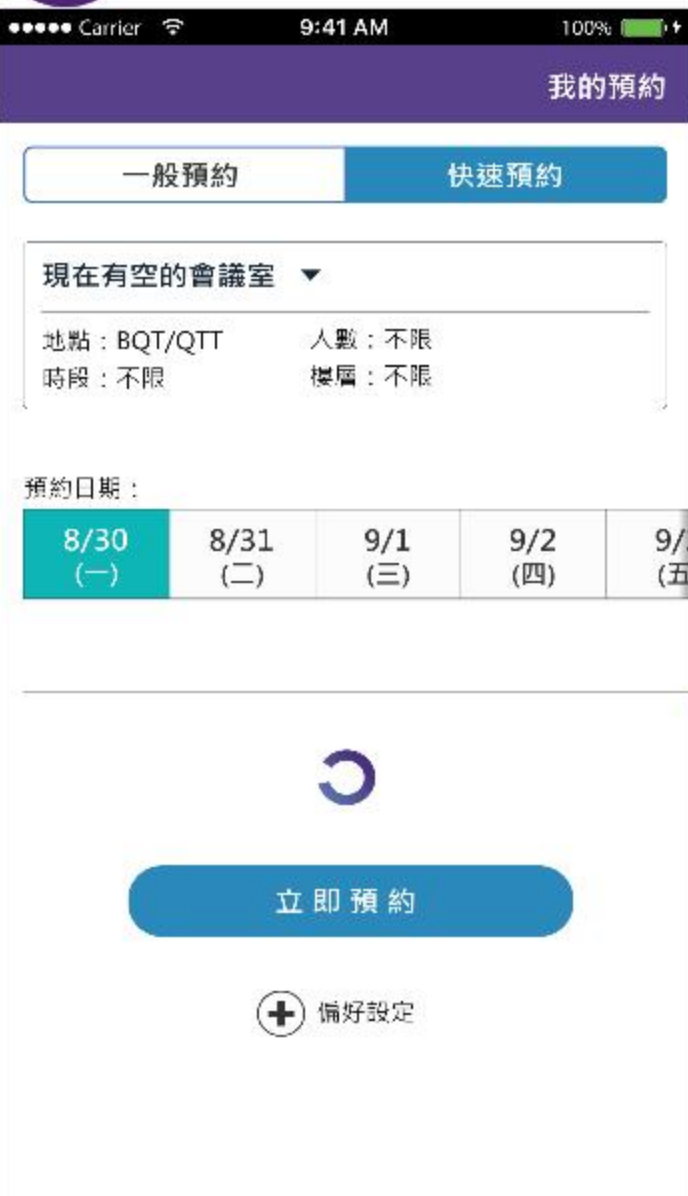 Carrier 9:41 AM 100%
我的預約
一般預約 快速預約
現在有空的會議室
地點：BQT/QTT 人數：不限
時段：不限 樓層：不限
預約日期：
8/30 8/31 9/1 9/2 9/
(一) (二) (三) (四) (五
立即預約
偏好設定